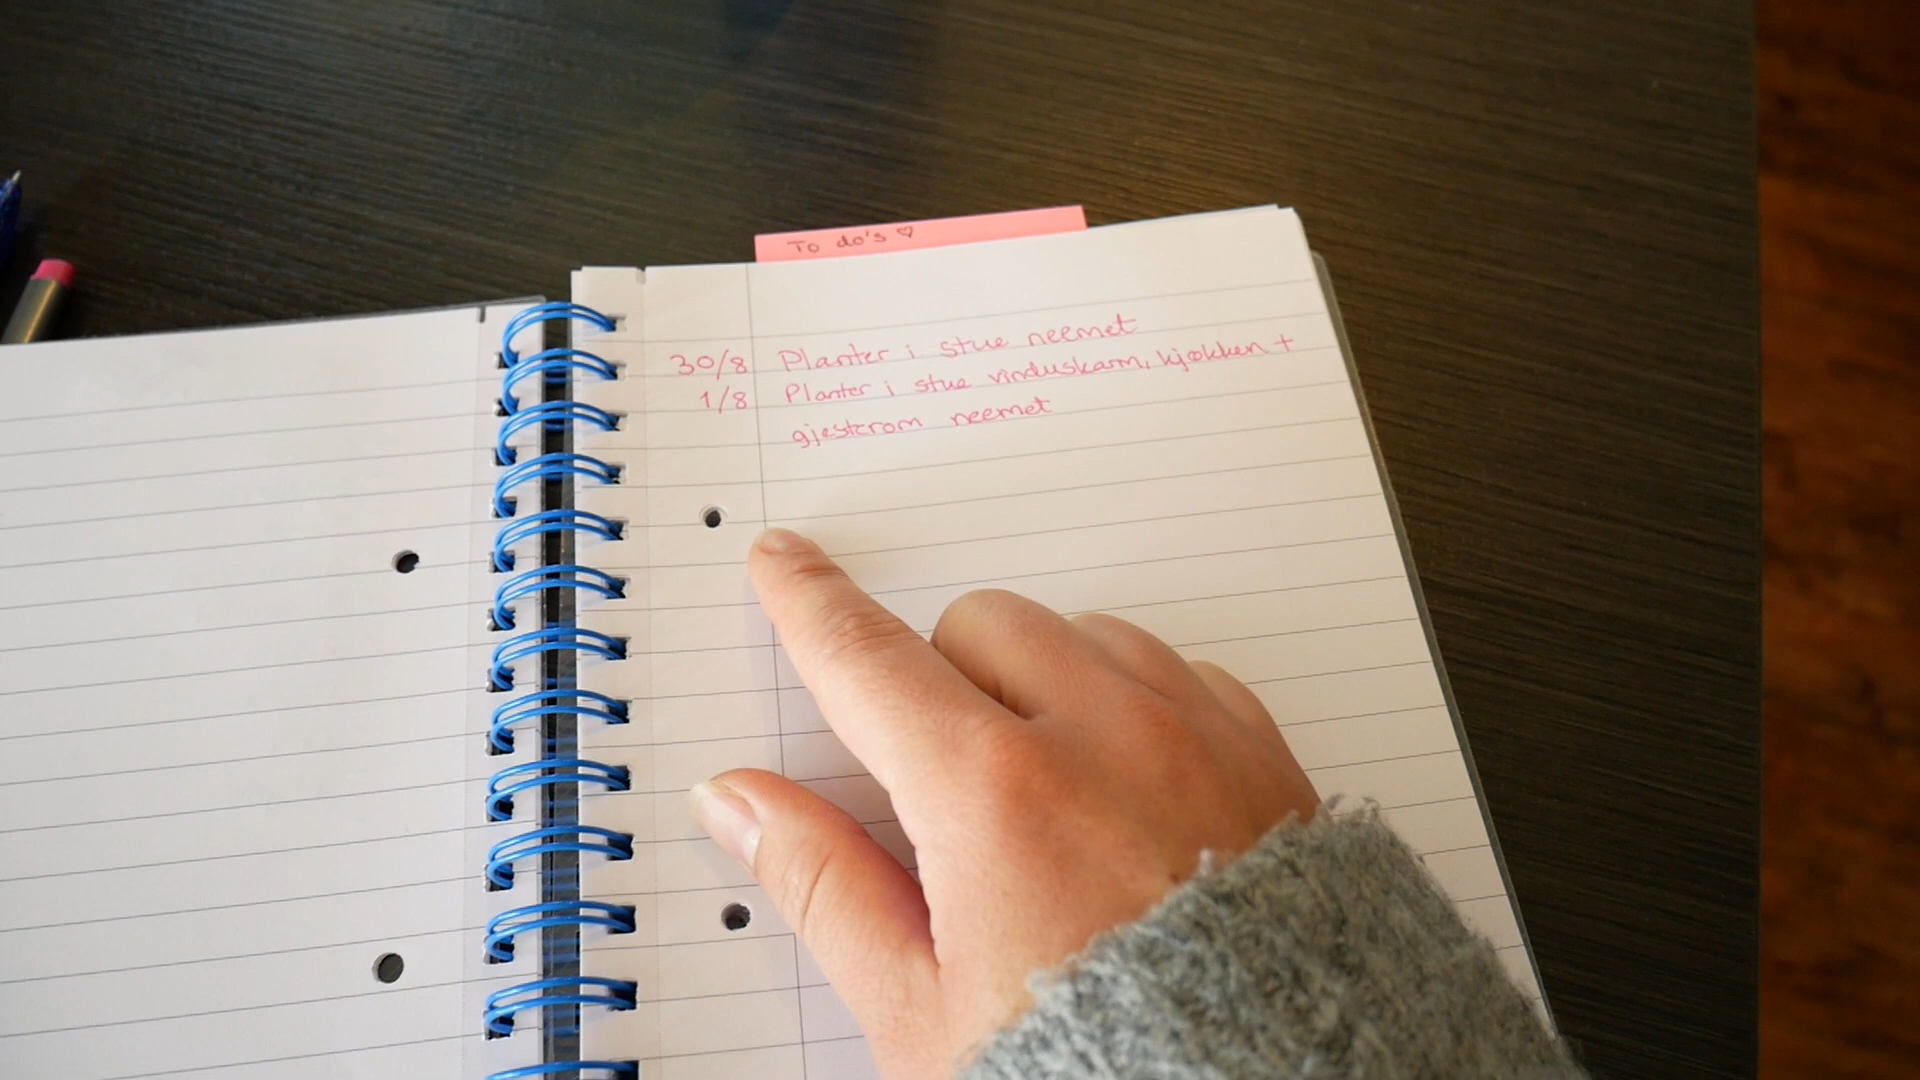 To do's ♡
30/8 Planter i stue neemet
1/8 Planter i stue vinduskarm, kjøkken +
gjesterom neemet